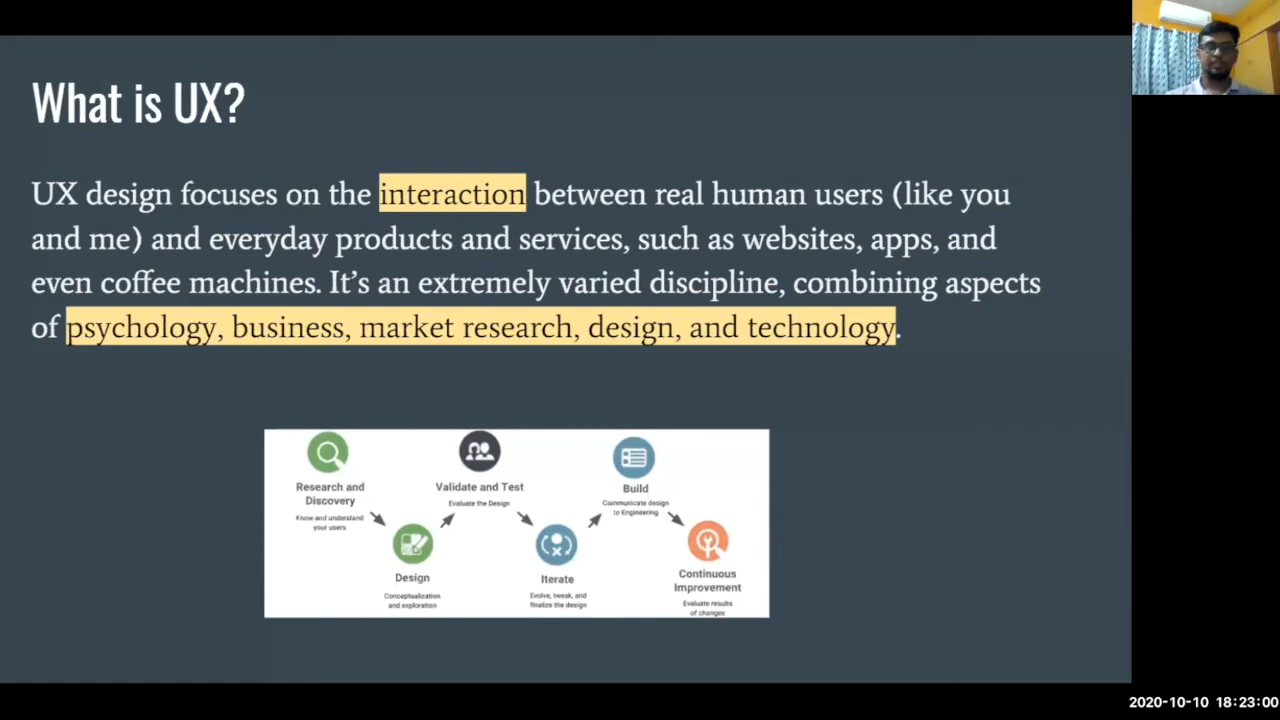 What is UX?
UX design focuses on the interaction between real human users (like you
and me) and everyday products and services, such as websites, apps, and
even coffee machines. It’s an extremely varied discipline, combining aspects
of psychology, business, market research, design, and technology.
Research and
Discovery
Know and understand
your users
Design
Conceptualization
and exploration
Validate and Test
Evaluate the Design
Iterate
Evolve, tweak, and
finalize the design
Build
Communicate design
to Engineering
Continuous
Improvement
Evaluate results
of changes
2020-10-10 18:23:00